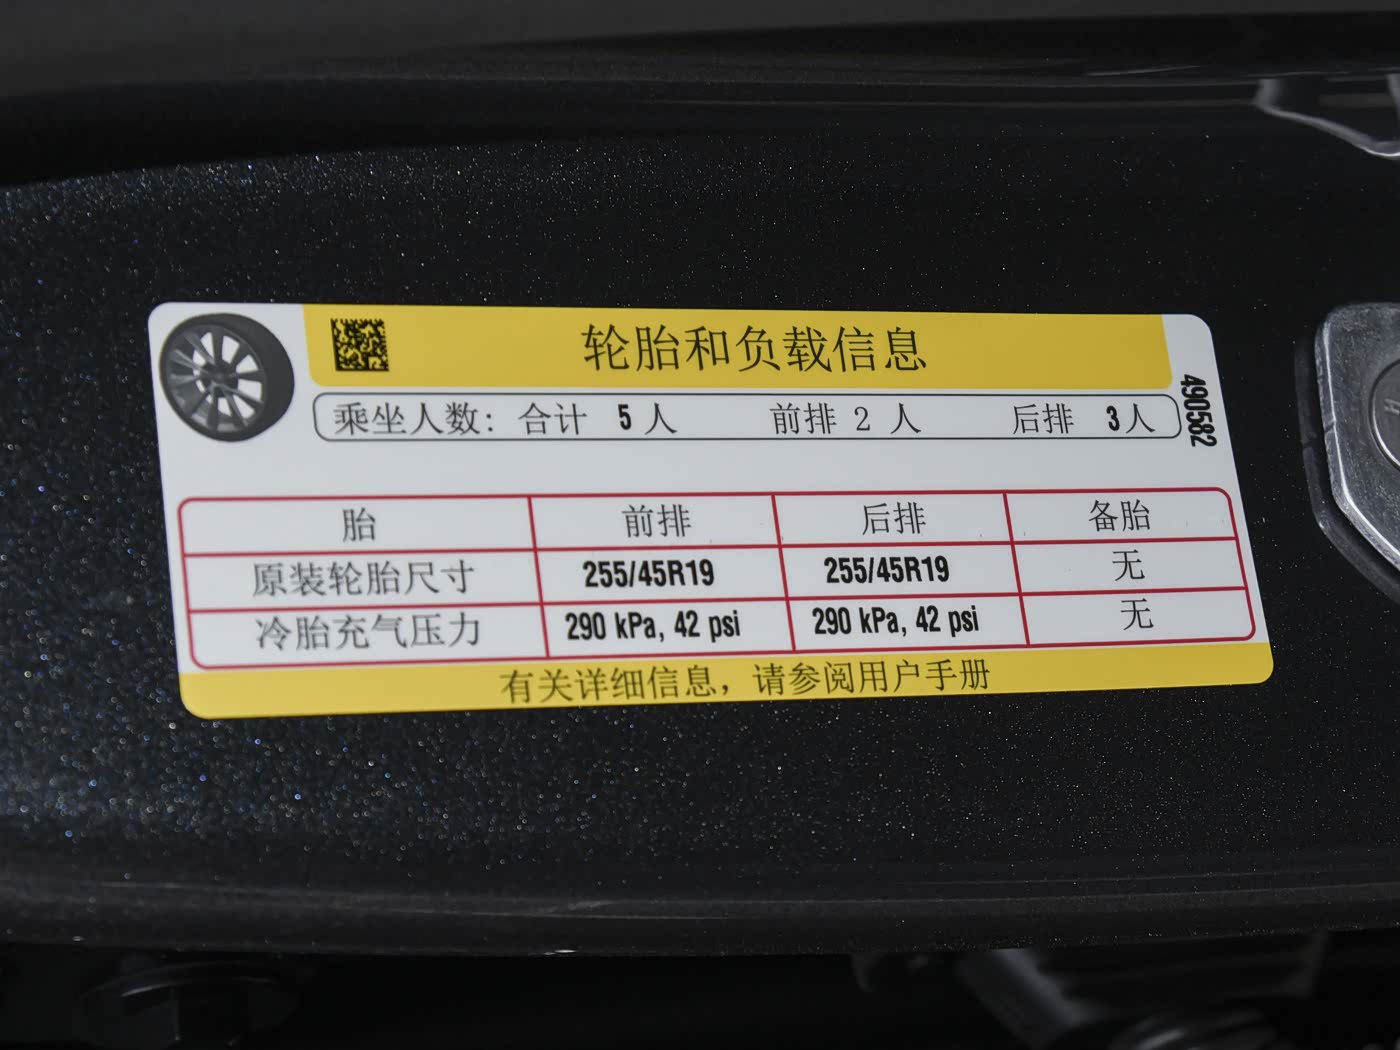 轮胎和负载信息
乘坐人数: 合计 5 人 前排 2 人 后排 3人
490582
胎 前排 后排 备胎
原装轮胎尺寸 255/45R19 255/45R19 无
冷胎充气压力 290 kPa, 42 psi 290 kPa, 42 psi 无
有关详细信息，请参阅用户手册